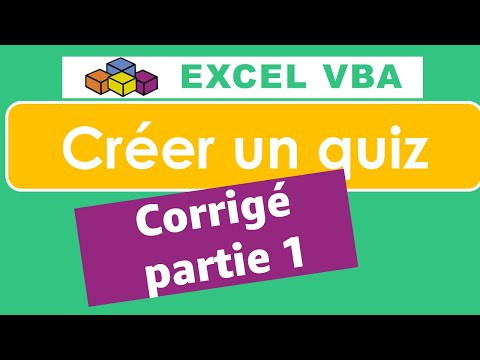 EXCEL VBA
Créer un quiz
Corrigé
partie 1